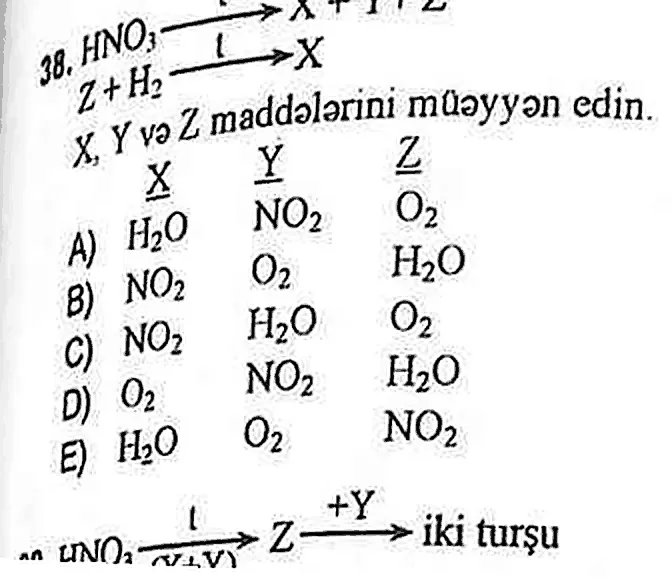 38. HNO₃ → X + Y + Z
Z + H₂ –t→ X
X, Y və Z maddələrini müəyyən edin.
X Y Z
A) H₂O NO₂ O₂
B) NO₂ O₂ H₂O
C) NO₂ H₂O O₂
D) O₂ NO₂ H₂O
E) H₂O O₂ NO₂
HNO₃ –t→ Z –+Y→ iki turşu